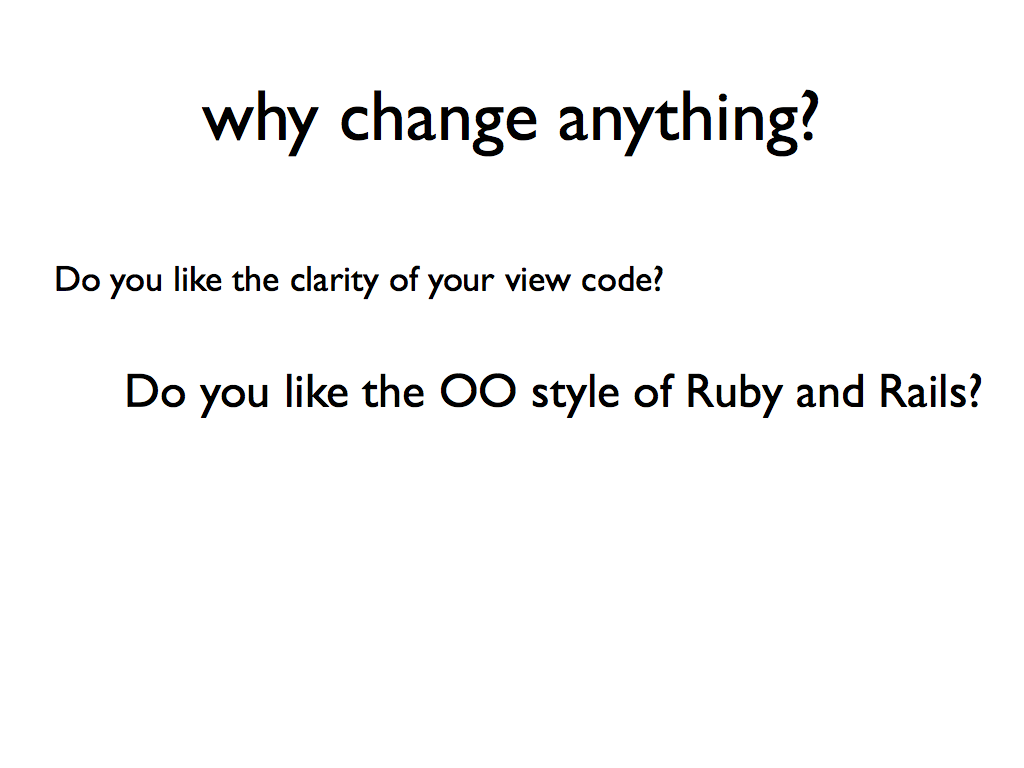 why change anything?
Do you like the clarity of your view code?
Do you like the OO style of Ruby and Rails?